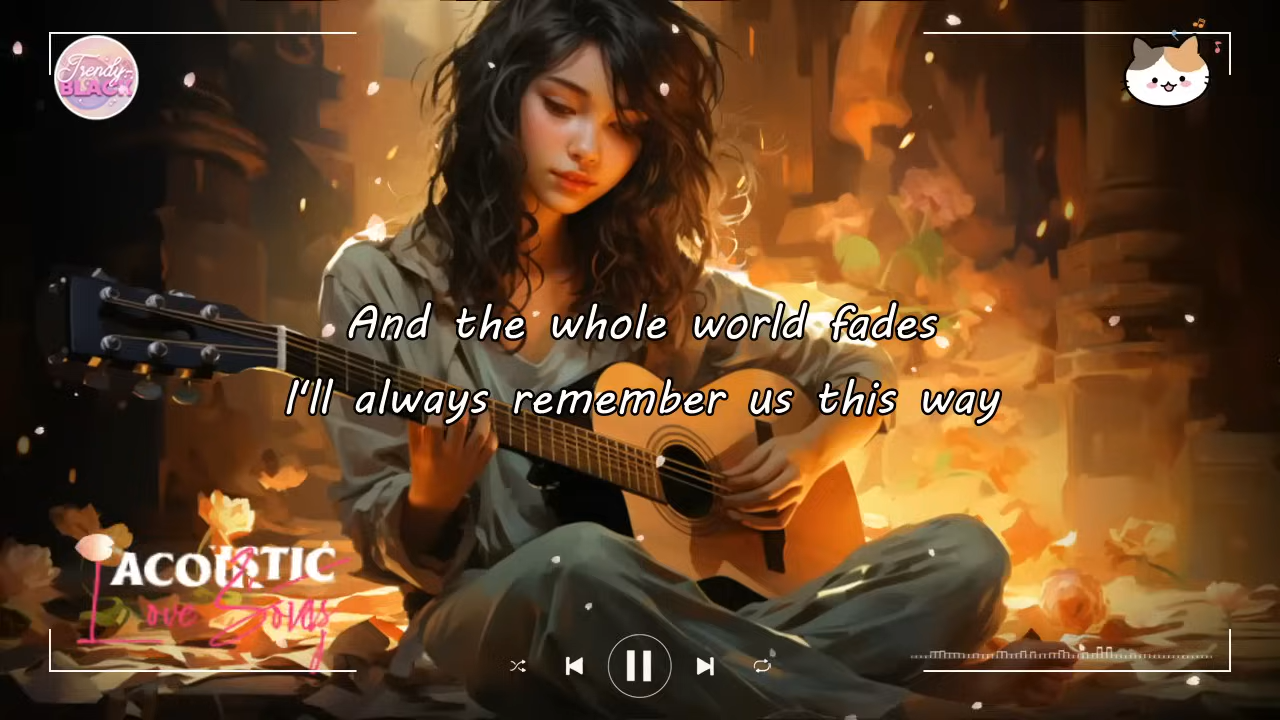 Trendy
BLACK
And the whole world fades
I'll always remember us this way
ACOUSTIC
Love Songs